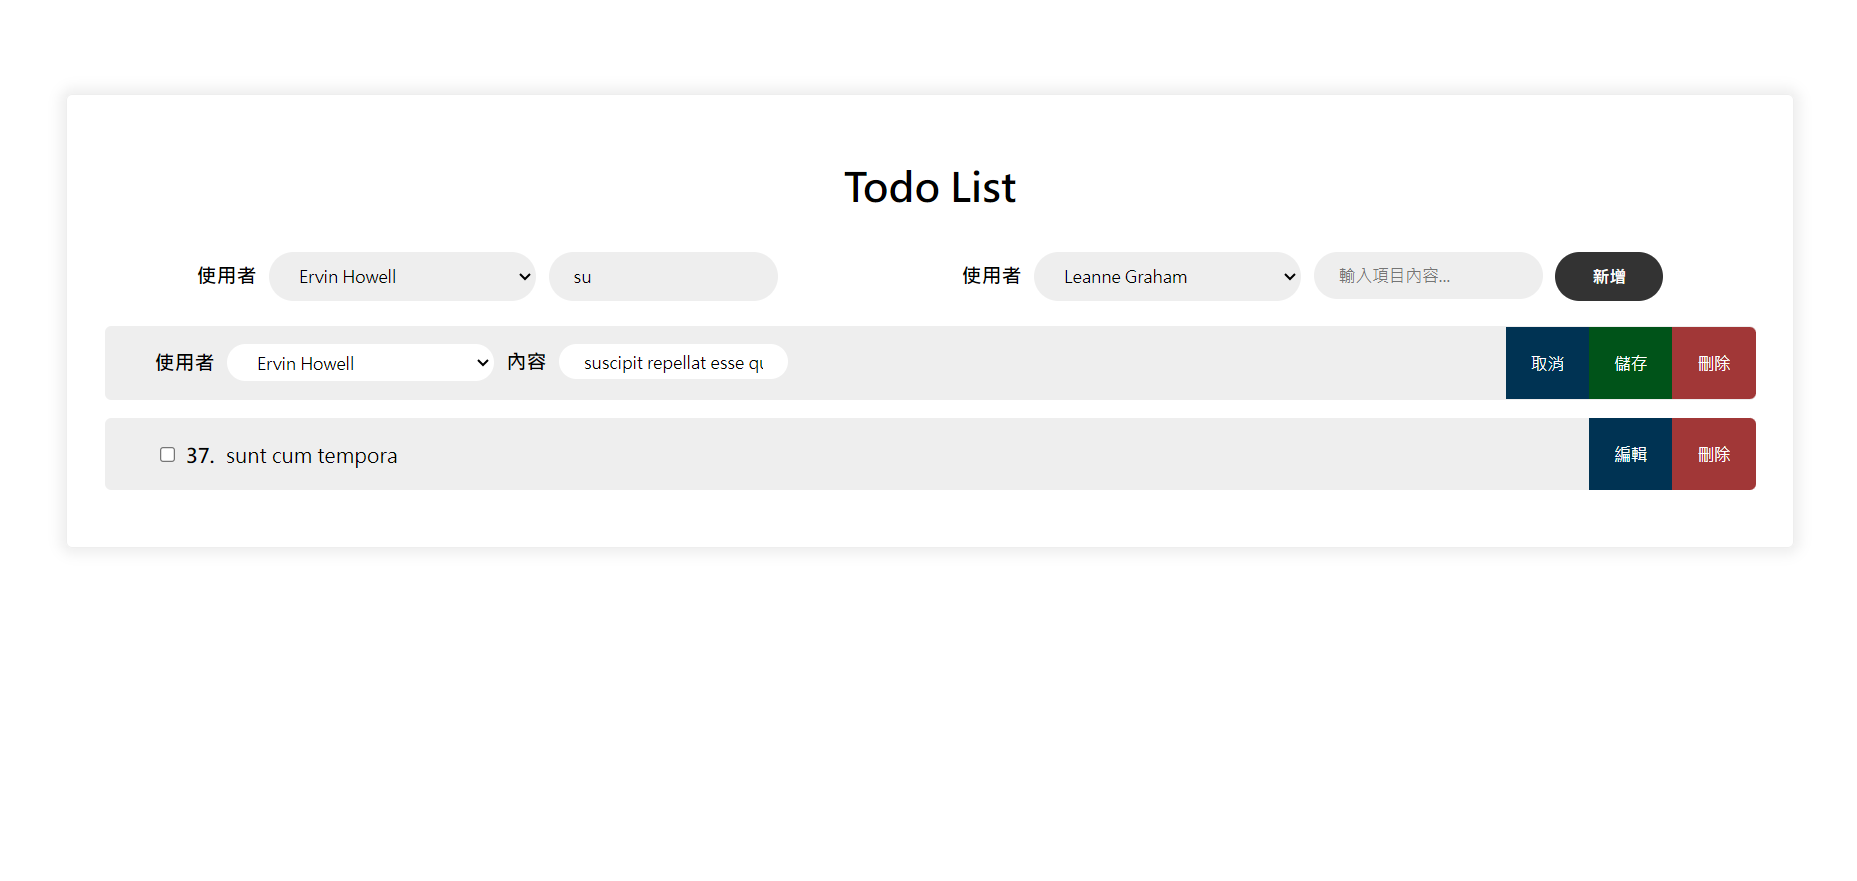 Todo List
使用者 Ervin Howell su 使用者 Leanne Graham 輸入項目內容... 新增
使用者 Ervin Howell 內容 suscipit repellat esse qu 取消 儲存 刪除
37. sunt cum tempora 編輯 刪除